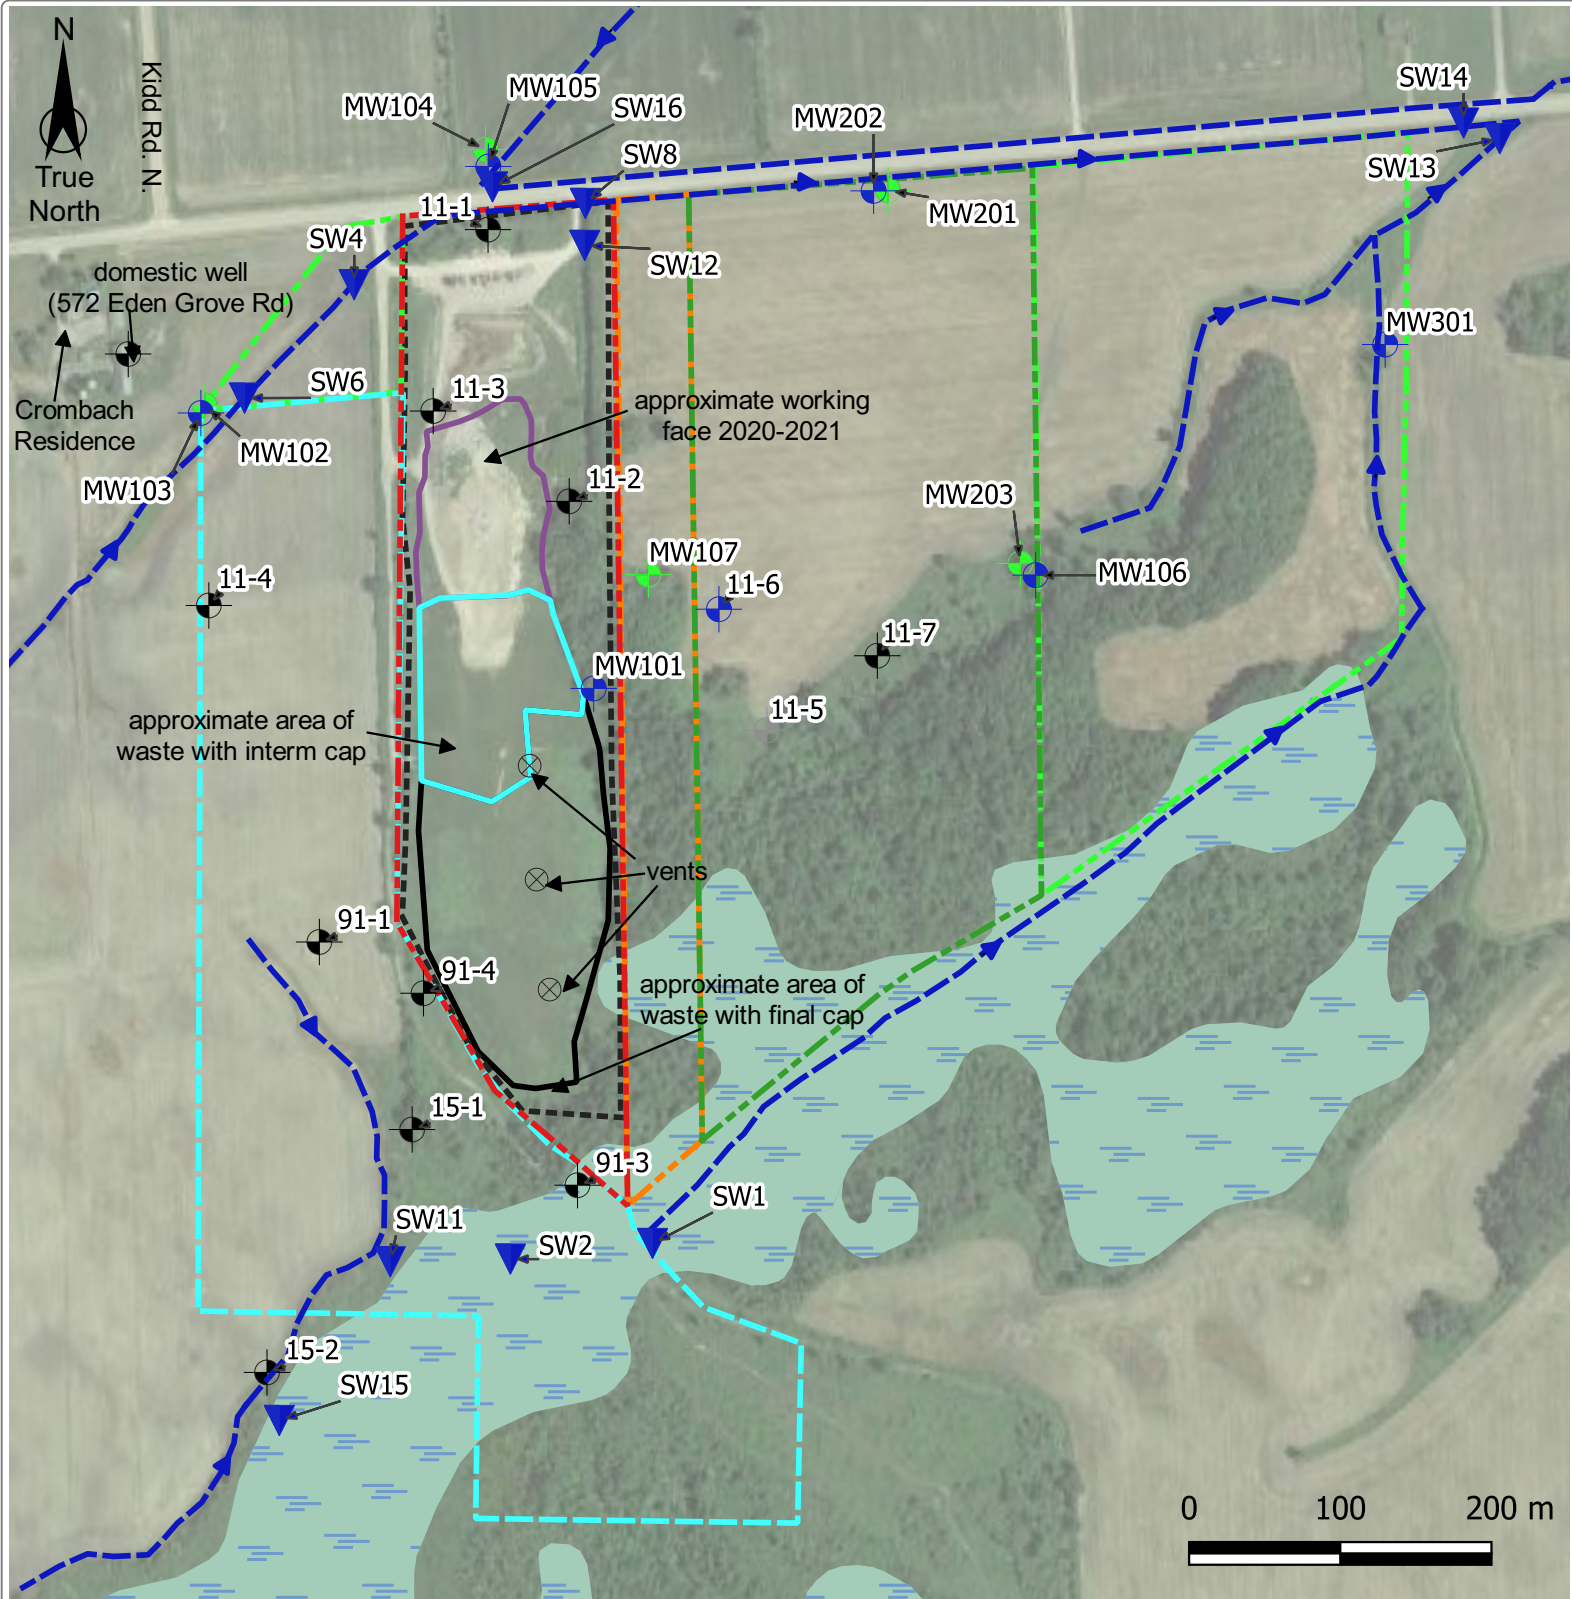 N
True
North
Kidd Rd. N.
MW104
MW105
SW16
SW8
MW202
SW14
SW13
MW201
11-1
SW4
SW12
domestic well
(572 Eden Grove Rd)
MW301
Crombach
Residence
SW6
11-3
approximate working
face 2020-2021
MW102
MW103
11-2
MW203
MW107
11-6
MW106
11-4
11-7
MW101
11-5
approximate area of
waste with interm cap
vents
91-1
91-4
approximate area of
waste with final cap
15-1
91-3
SW1
SW11
SW2
15-2
SW15
0 100 200 m